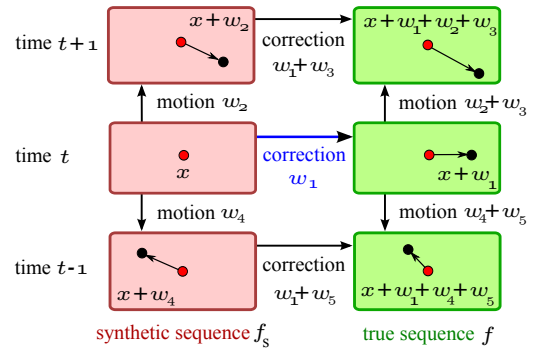 x+w₂
x+w₁+w₂+w₃
time t+1
correction
w₁+w₃
motion w₂
motion w₂+w₃
time t
x
correction
w₁
x+w₁
motion w₄
motion w₄+w₅
time t-1
x+w₄
correction
w₁+w₅
x+w₁+w₄+w₅
synthetic sequence fₛ
true sequence f